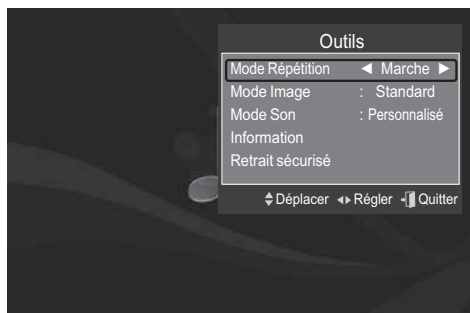 Outils
Mode Répétition ◄ Marche ►
Mode Image : Standard
Mode Son : Personnalisé
Information
Retrait sécurisé
Déplacer Régler Quitter